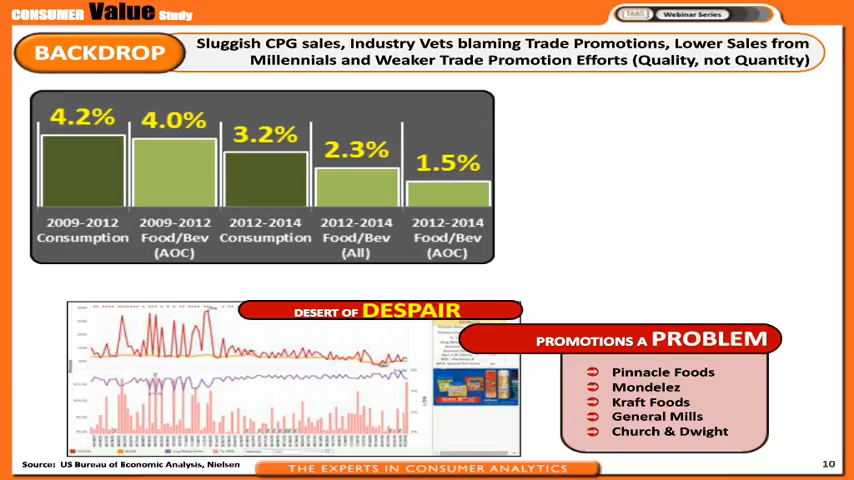 CONSUMER Value Study
TABS Webinar Series
BACKDROP
Sluggish CPG sales, Industry Vets blaming Trade Promotions, Lower Sales from
Millennials and Weaker Trade Promotion Efforts (Quality, not Quantity)
4.2% 4.0% 3.2% 2.3% 1.5%
2009-2012 2009-2012 2012-2014 2012-2014 2012-2014
Consumption Food/Bev Consumption Food/Bev Food/Bev
(AOC) (All) (AOC)
DESERT OF DESPAIR
PROMOTIONS A PROBLEM
Pinnacle Foods
Mondelez
Kraft Foods
General Mills
Church & Dwight
Source: US Bureau of Economic Analysis, Nielsen
THE EXPERTS IN CONSUMER ANALYTICS
10